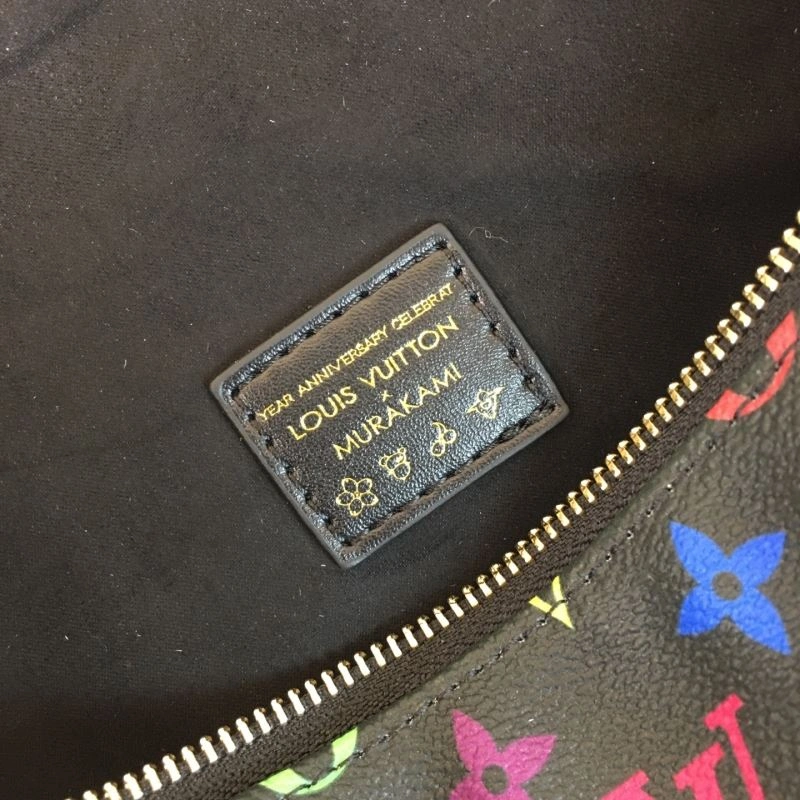 YEAR ANNIVERSARY CELEBRAT
LOUIS VUITTON
×
MURAKAMI